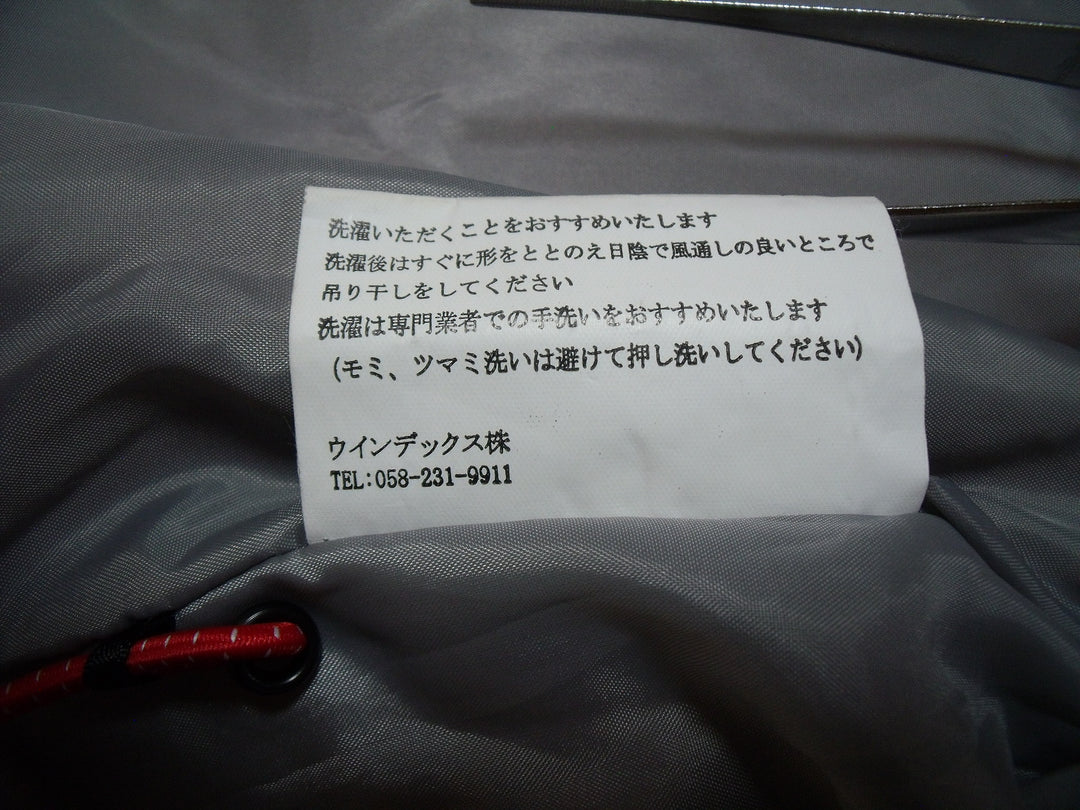 洗濯いただくことをおすすめいたします
洗濯後はすぐに形をととのえ日陰で風通しの良いところで
吊り干しをしてください
洗濯は専門業者での手洗いをおすすめいたします
(モミ、ツマミ洗いは避けて押し洗いしてください)
ウインデックス株
TEL:058-231-9911